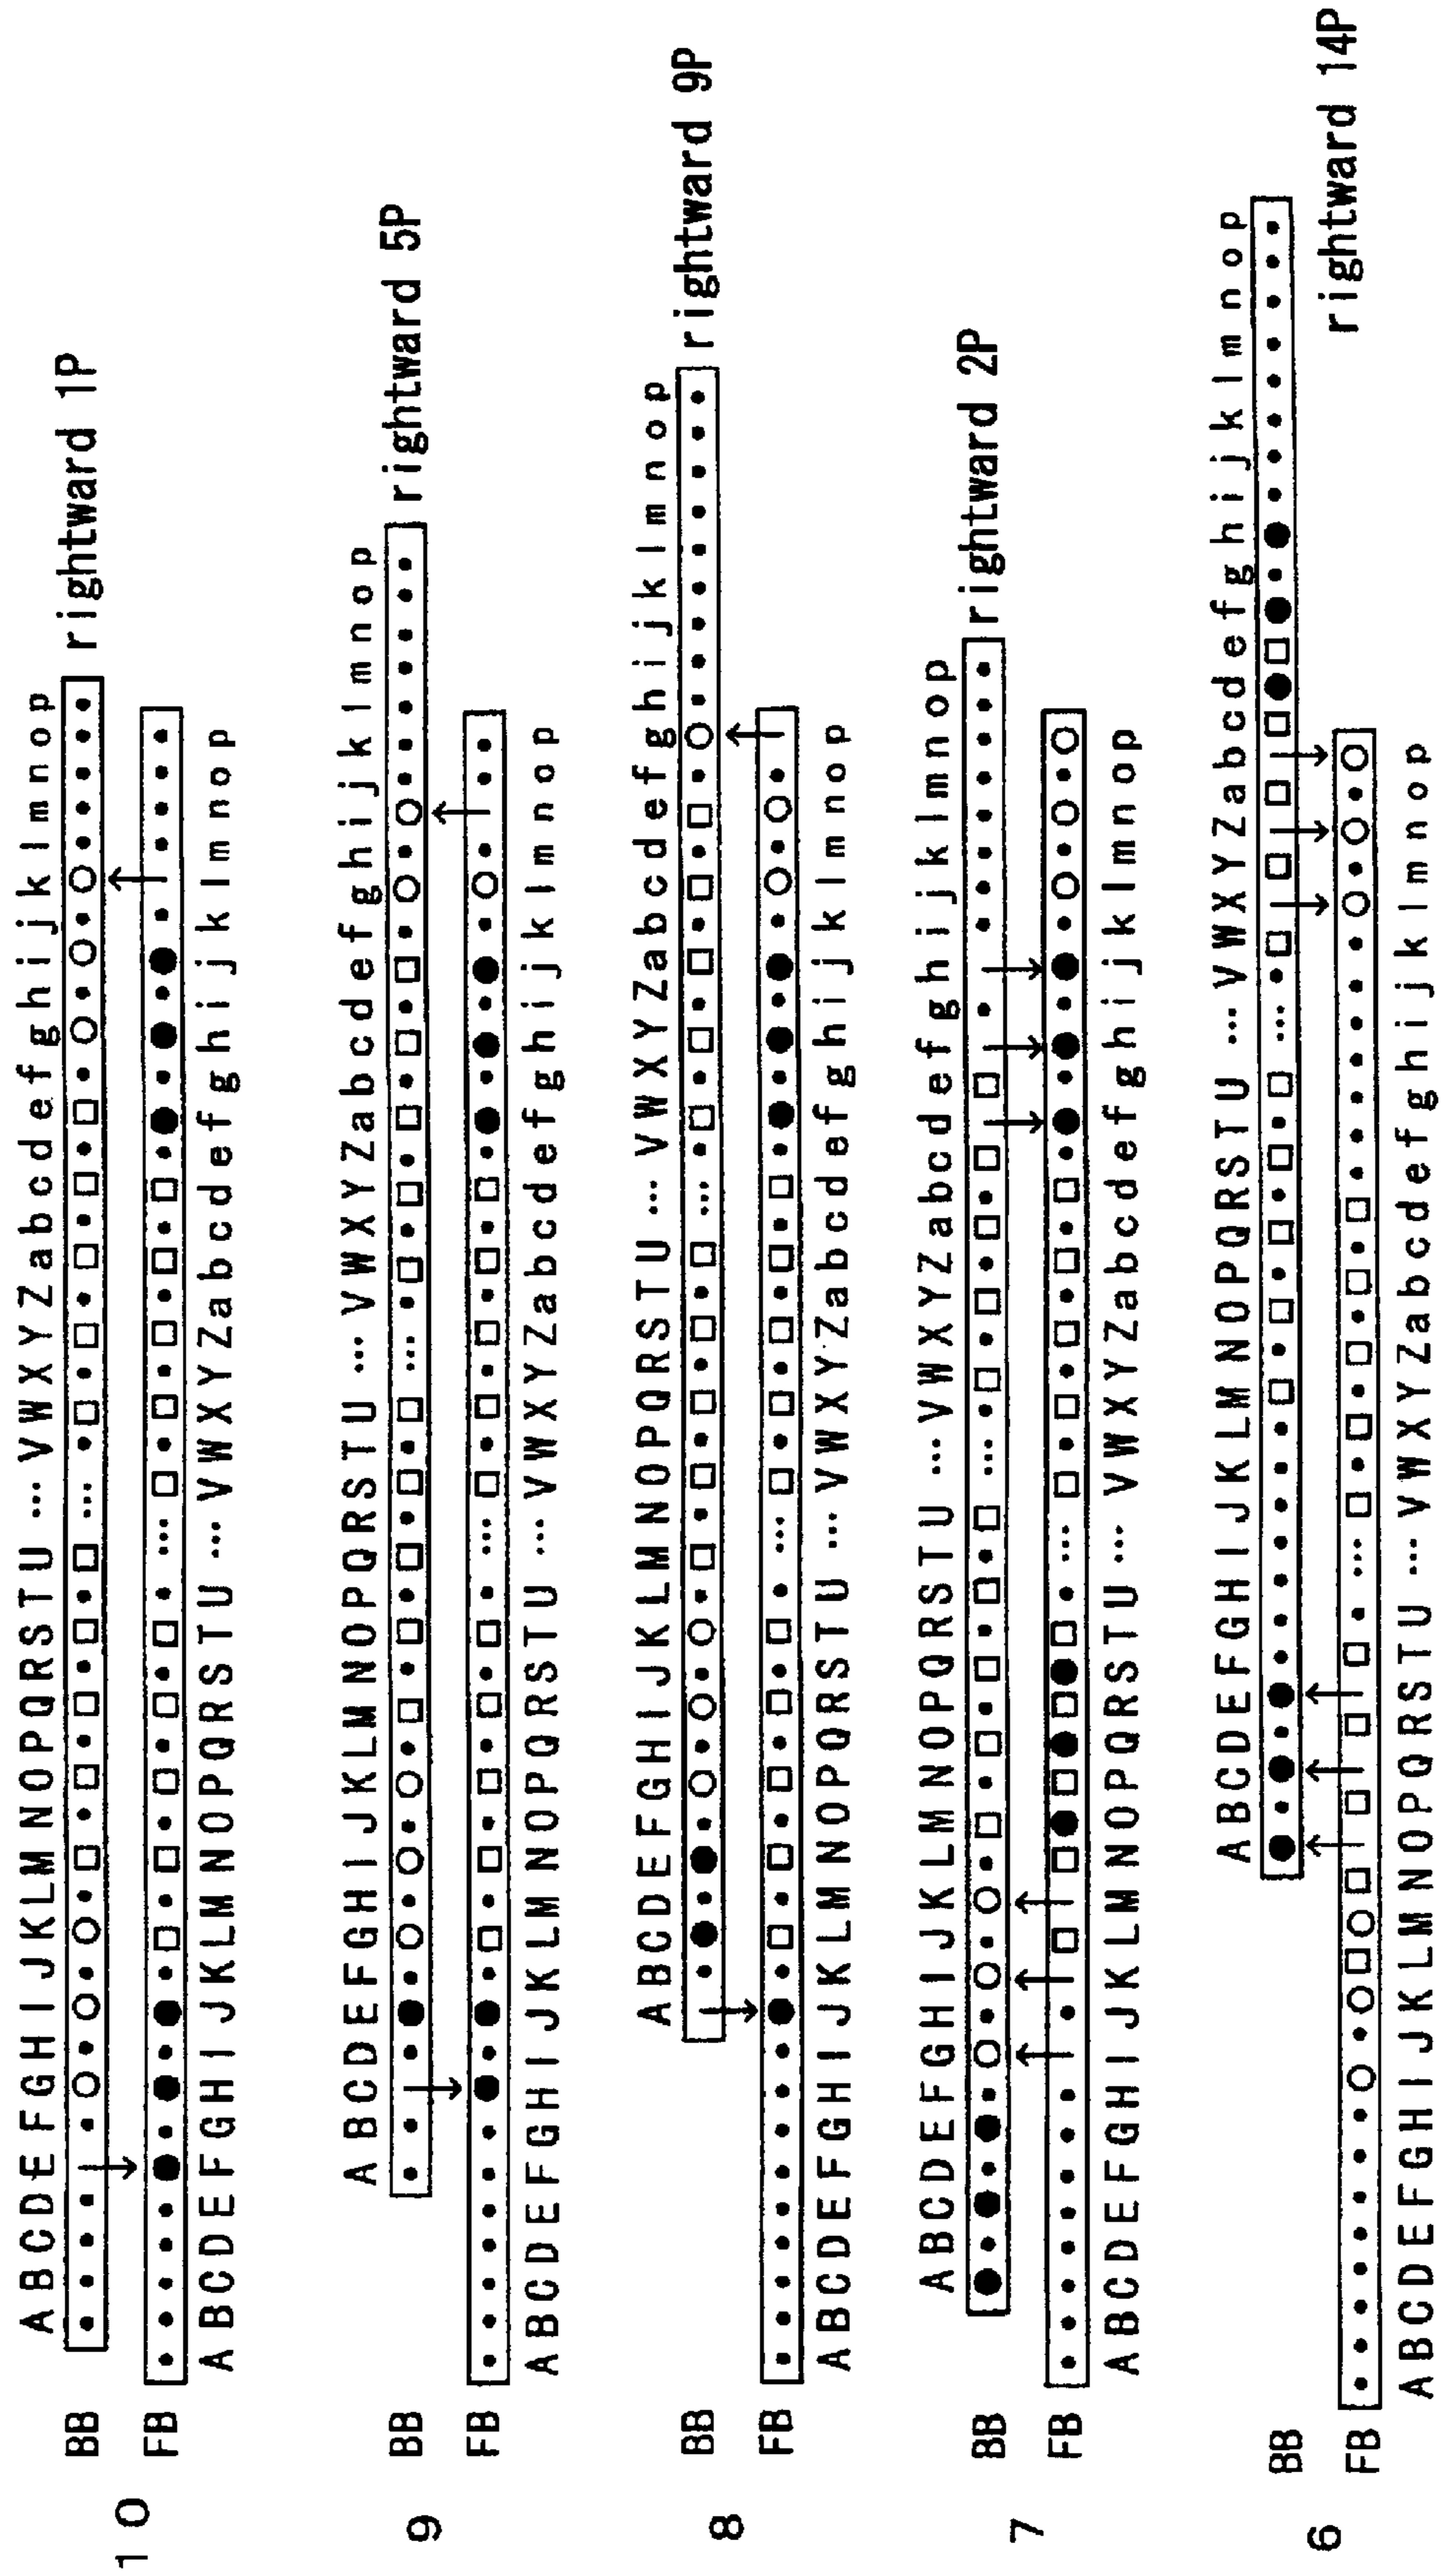 A B C D E F G H I J K L M N O P Q R S T U … V W X Y Z a b c d e f g h i j k l m n o p
10 BB rightward 1P
FB
A B C D E F G H I J K L M N O P Q R S T U … V W X Y Z a b c d e f g h i j k l m n o p
A B C D E F G H I J K L M N O P Q R S T U … V W X Y Z a b c d e f g h i j k l m n o p
9 BB rightward 5P
FB
A B C D E F G H I J K L M N O P Q R S T U … V W X Y Z a b c d e f g h i j k l m n o p
A B C D E F G H I J K L M N O P Q R S T U … V W X Y Z a b c d e f g h i j k l m n o p
8 BB rightward 9P
FB
A B C D E F G H I J K L M N O P Q R S T U … V W X Y Z a b c d e f g h i j k l m n o p
A B C D E F G H I J K L M N O P Q R S T U … V W X Y Z a b c d e f g h i j k l m n o p
7 BB rightward 2P
FB
A B C D E F G H I J K L M N O P Q R S T U … V W X Y Z a b c d e f g h i j k l m n o p
A B C D E F G H I J K L M N O P Q R S T U … V W X Y Z a b c d e f g h i j k l m n o p
6 BB
FB rightward 14P
A B C D E F G H I J K L M N O P Q R S T U … V W X Y Z a b c d e f g h i j k l m n o p